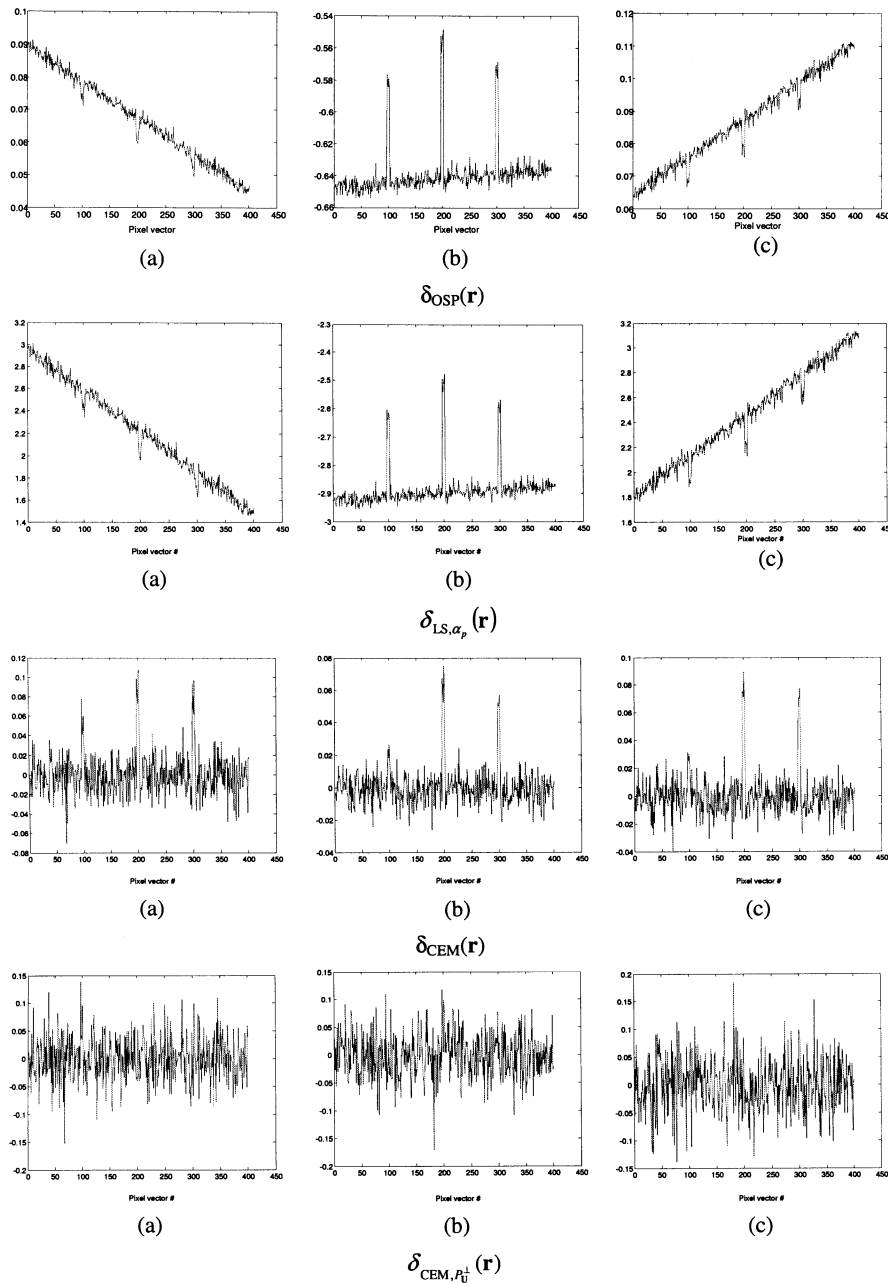 0.1
0.09
0.08
0.07
0.06
0.05
0.04
0 50 100 150 200 250 300 350 400 450
Pixel vector
(a)
-0.54
-0.56
-0.58
-0.6
-0.62
-0.64
-0.66
0 50 100 150 200 250 300 350 400 450
Pixel vector
(b)
0.12
0.11
0.1
0.09
0.08
0.07
0.06
0 50 100 150 200 250 300 350 400 450
Pixel vector
(c)
δOSP(r)
3.2
3
2.8
2.6
2.4
2.2
2
1.8
1.6
1.4
0 50 100 150 200 250 300 350 400 450
Pixel vector #
(a)
-2.3
-2.4
-2.5
-2.6
-2.7
-2.8
-2.9
-3
0 50 100 150 200 250 300 350 400 450
Pixel vector #
(b)
3.2
3
2.8
2.6
2.4
2.2
2
1.8
1.6
0 50 100 150 200 250 300 350 400 450
Pixel vector #
(c)
δLS,αp(r)
0.12
0.1
0.08
0.06
0.04
0.02
0
-0.02
-0.04
-0.06
-0.08
0 50 100 150 200 250 300 350 400 450
Pixel vector #
(a)
0.08
0.06
0.04
0.02
0
-0.02
-0.04
0 50 100 150 200 250 300 350 400 450
Pixel vector #
(b)
0.1
0.08
0.06
0.04
0.02
0
-0.02
-0.04
0 50 100 150 200 250 300 350 400 450
Pixel vector #
(c)
δCEM(r)
0.15
0.1
0.05
0
-0.05
-0.1
-0.15
-0.2
0 50 100 150 200 250 300 350 400 450
Pixel vector #
(a)
0.15
0.1
0.05
0
-0.05
-0.1
-0.15
-0.2
0 50 100 150 200 250 300 350 400 450
Pixel vector #
(b)
0.2
0.15
0.1
0.05
0
-0.05
-0.1
-0.15
0 50 100 150 200 250 300 350 400 450
Pixel vector #
(c)
δCEM,PU⊥(r)